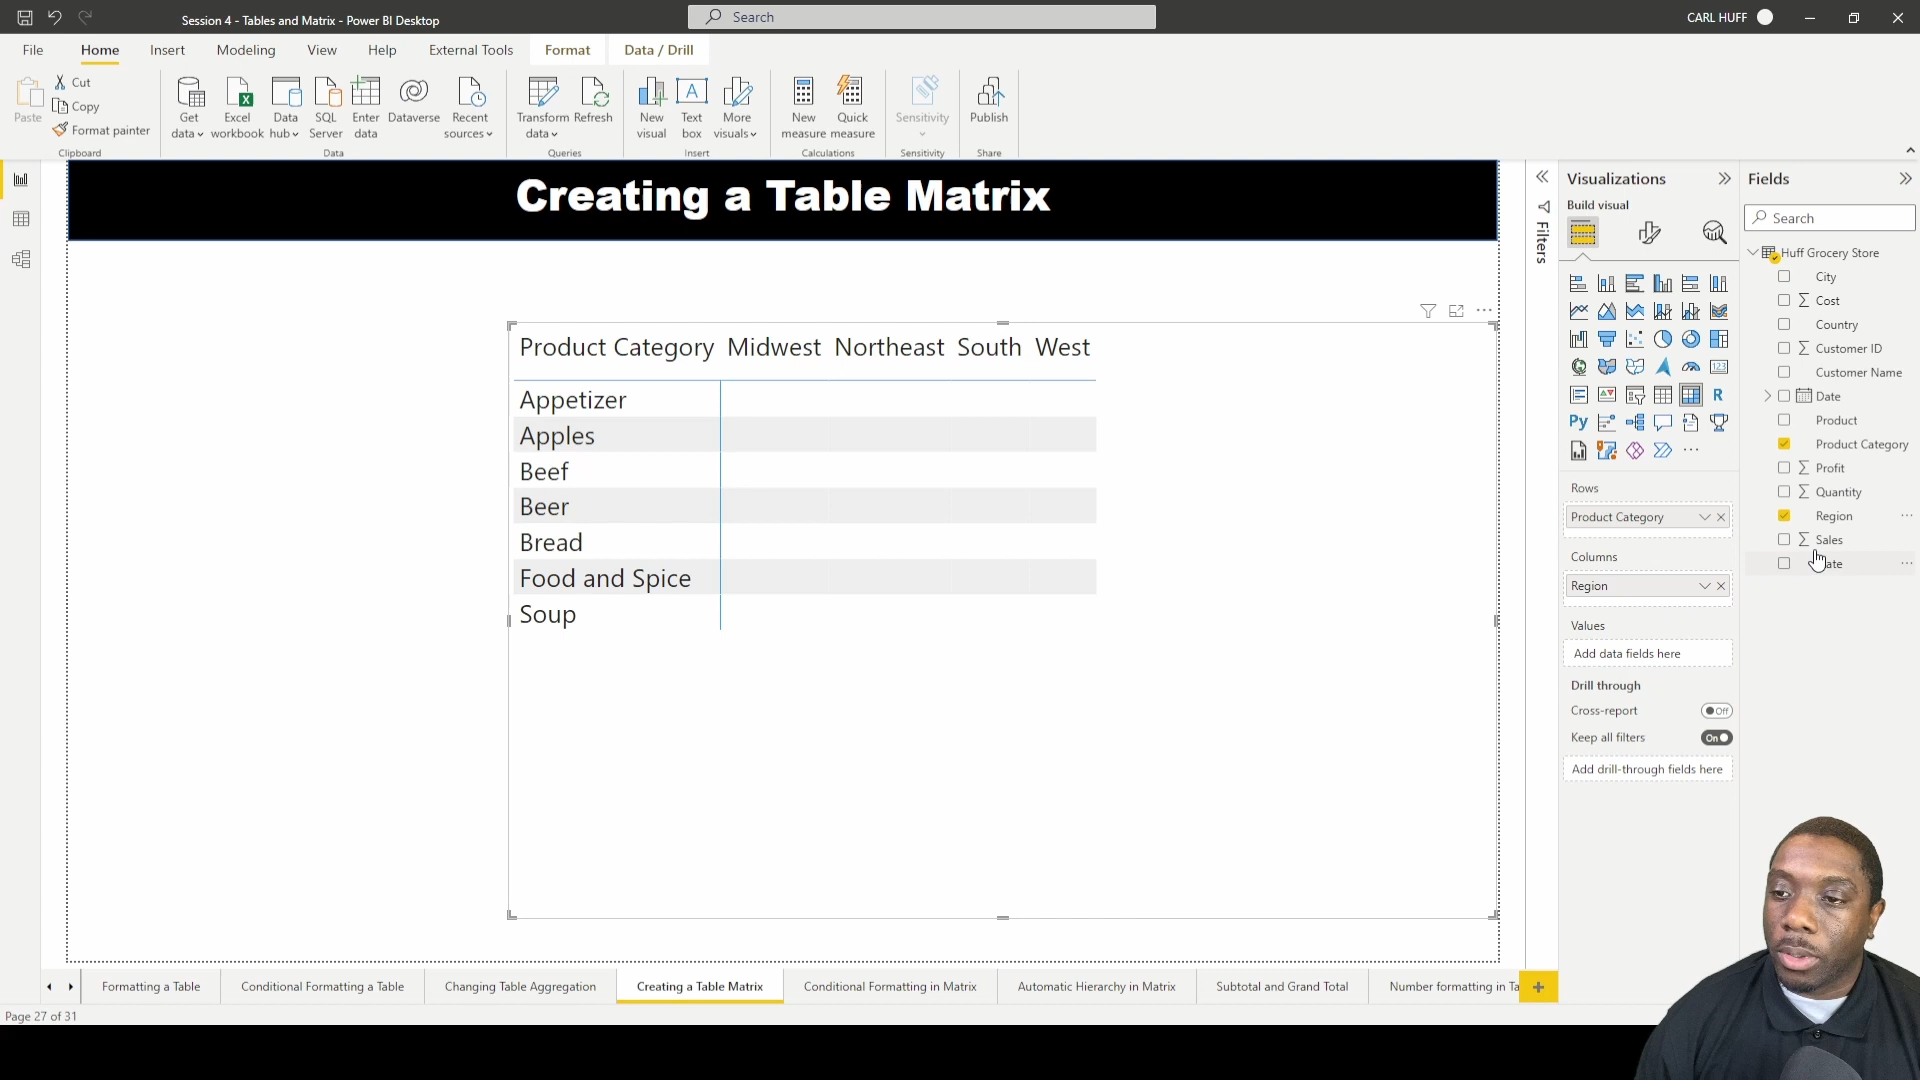 Session 4 - Tables and Matrix - Power BI Desktop
Search
CARL HUFF
File
Home
Insert
Modeling
View
Help
External Tools
Format
Data / Drill
Paste
Cut
Copy
Format painter
Clipboard
Get data
Excel workbook
Data hub
SQL Server
Enter data
Dataverse
Recent sources
Data
Transform data
Refresh
Queries
New visual
Text box
More visuals
Insert
New measure
Quick measure
Calculations
Sensitivity
Sensitivity
Publish
Share
Creating a Table Matrix
Product Category Midwest Northeast South West
Appetizer
Apples
Beef
Beer
Bread
Food and Spice
Soup
Filters
Visualizations
Build visual
R
Py
123
Rows
Product Category
Columns
Region
Values
Add data fields here
Drill through
Cross-report
Off
Keep all filters
On
Add drill-through fields here
Fields
Search
Huff Grocery Store
City
Cost
Country
Customer ID
Customer Name
Date
Product
Product Category
Profit
Quantity
Region
Sales
Formatting a Table
Conditional Formatting a Table
Changing Table Aggregation
Creating a Table Matrix
Conditional Formatting in Matrix
Automatic Hierarchy in Matrix
Subtotal and Grand Total
Number formatting in Ta
Page 27 of 31